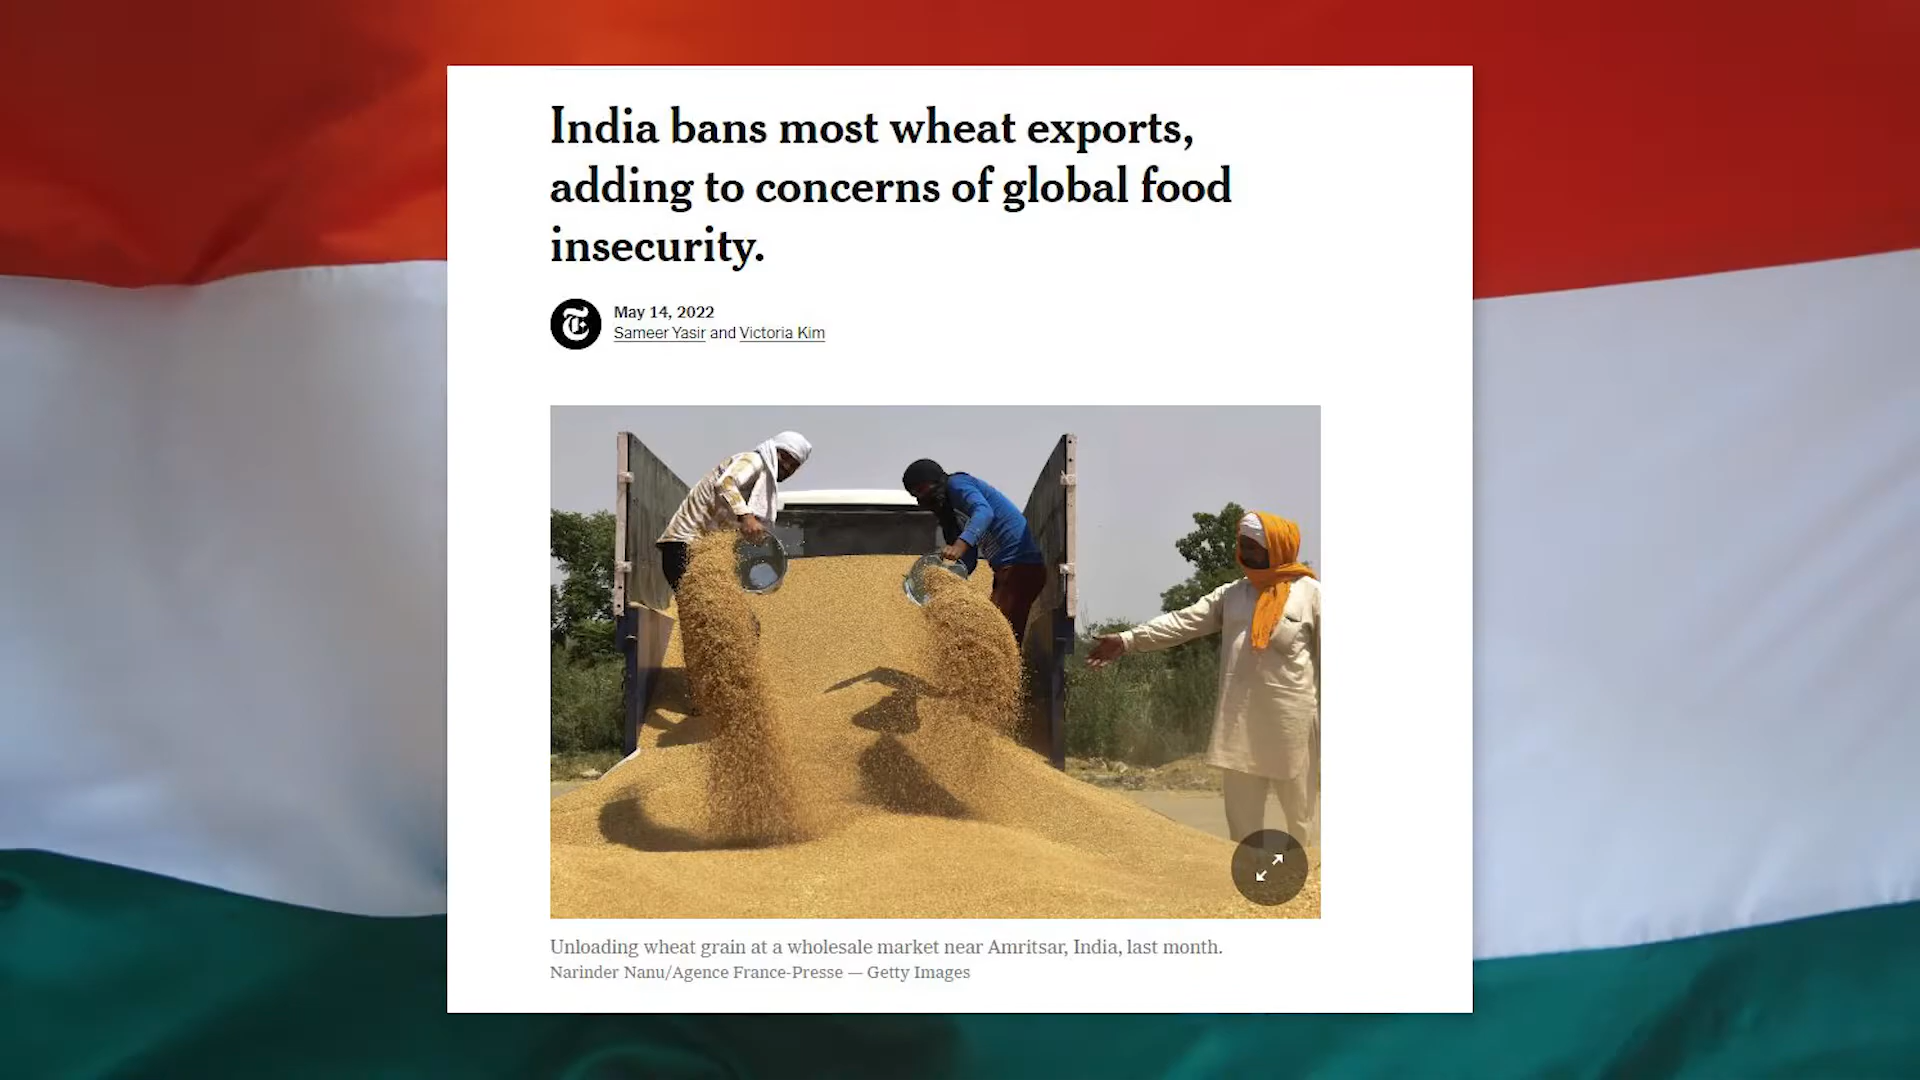 India bans most wheat exports,
adding to concerns of global food
insecurity.
May 14, 2022
Sameer Yasir and Victoria Kim
Unloading wheat grain at a wholesale market near Amritsar, India, last month.
Narinder Nanu/Agence France-Presse — Getty Images